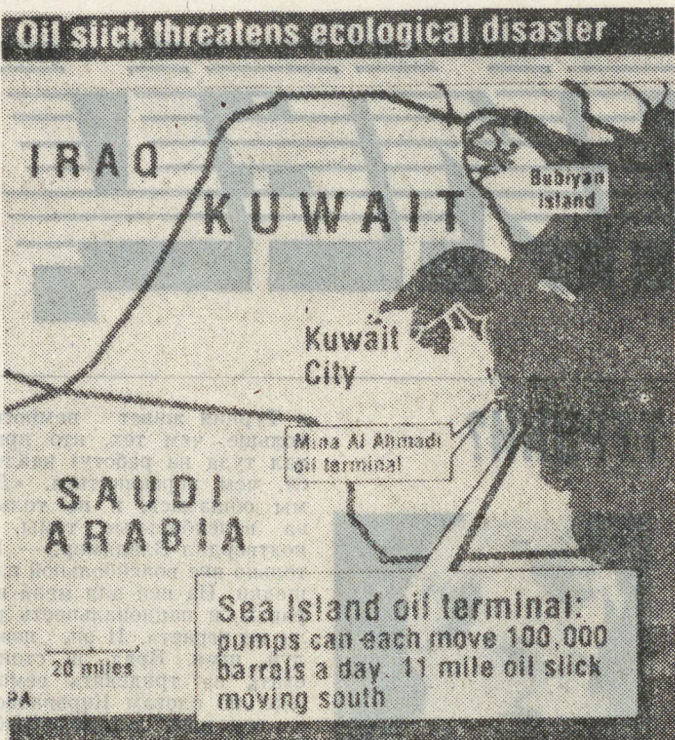 Oil slick threatens ecological disaster
IRAQ
KUWAIT
Bubiyan
Island
Kuwait
City
Mina Al Ahmadi
oil terminal
SAUDI
ARABIA
Sea Island oil terminal:
pumps can each move 100,000
barrels a day. 11 mile oil slick
moving south
20 miles
PA